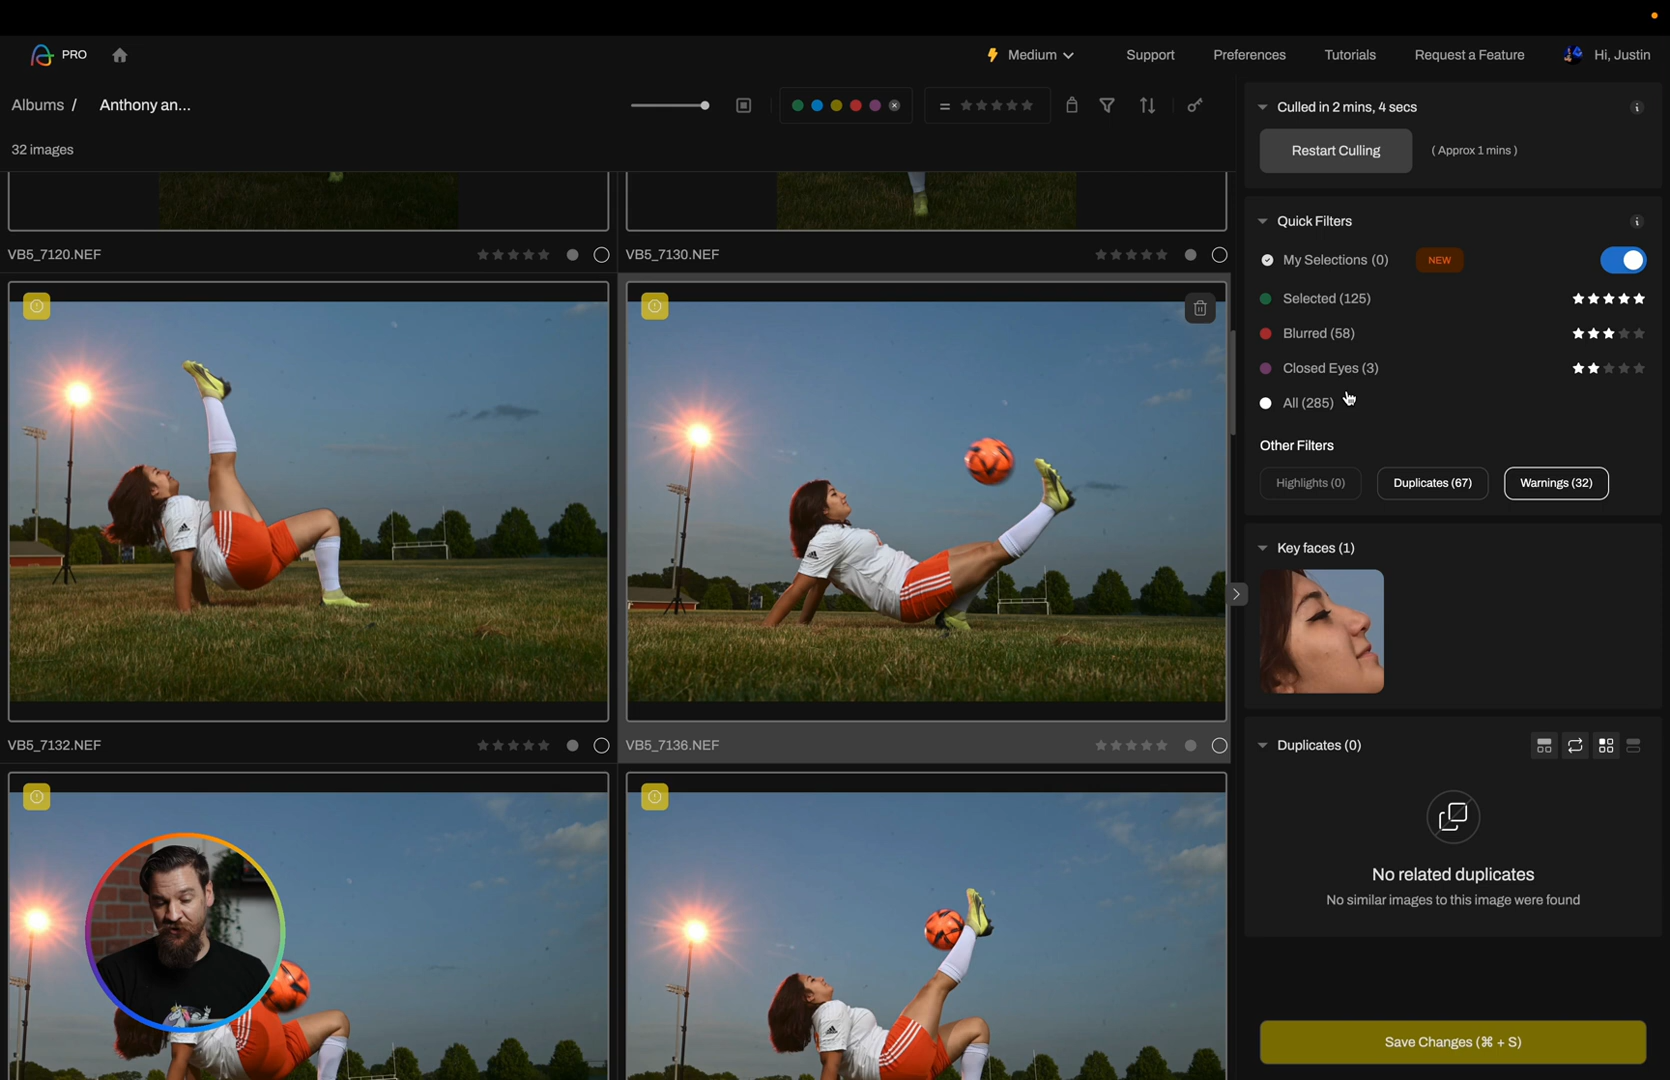 PRO
Medium
Support
Preferences
Tutorials
Request a Feature
Hi, Justin
Albums /
Anthony an...
32 images
VB5_7120.NEF
VB5_7130.NEF
VB5_7132.NEF
VB5_7136.NEF
Culled in 2 mins, 4 secs
Restart Culling
( Approx 1 mins )
Quick Filters
My Selections (0)
NEW
Selected (125)
Blurred (58)
Closed Eyes (3)
All (285)
Other Filters
Highlights (0)
Duplicates (67)
Warnings (32)
Key faces (1)
Duplicates (0)
No related duplicates
No similar images to this image were found
Save Changes (⌘ + S)